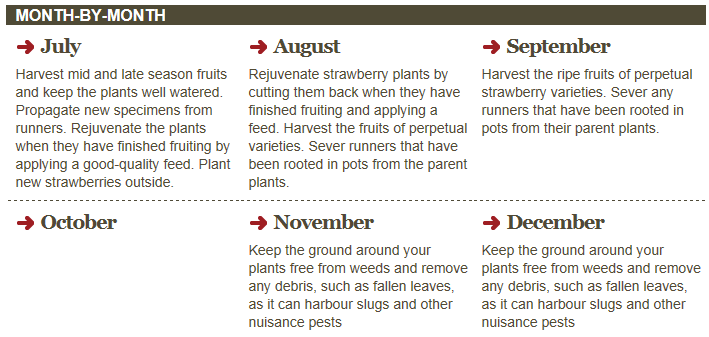 MONTH-BY-MONTH
July
Harvest mid and late season fruits
and keep the plants well watered.
Propagate new specimens from
runners. Rejuvenate the plants
when they have finished fruiting by
applying a good-quality feed. Plant
new strawberries outside.
August
Rejuvenate strawberry plants by
cutting them back when they have
finished fruiting and applying a
feed. Harvest the fruits of perpetual
varieties. Sever runners that have
been rooted in pots from the parent
plants.
September
Harvest the ripe fruits of perpetual
strawberry varieties. Sever any
runners that have been rooted in
pots from their parent plants.
October
November
Keep the ground around your
plants free from weeds and remove
any debris, such as fallen leaves,
as it can harbour slugs and other
nuisance pests
December
Keep the ground around your
plants free from weeds and remove
any debris, such as fallen leaves,
as it can harbour slugs and other
nuisance pests